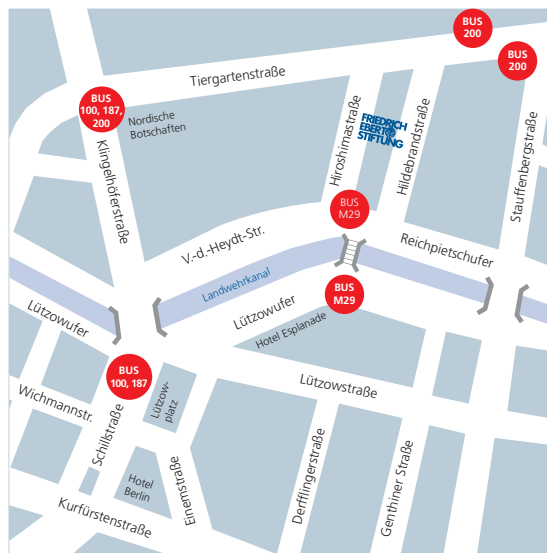 BUS
200
BUS
200
Tiergartenstraße
BUS
100, 187,
200
Nordische
Botschaften
FRIEDRICH
EBERT
STIFTUNG
Hiroshimastraße
Hildebrandstraße
Stauffenbergstraße
Klingelhöferstraße
BUS
M29
V.-d.-Heydt-Str.
Reichpietschufer
Landwehrkanal
BUS
M29
Lützowufer
Lützowufer
Hotel Esplanade
BUS
100, 187
Lützow-
platz
Lützowstraße
Wichmannstr.
Schillstraße
Hotel
Berlin
Einemstraße
Derfflingerstraße
Genthiner Straße
Kurfürstenstraße